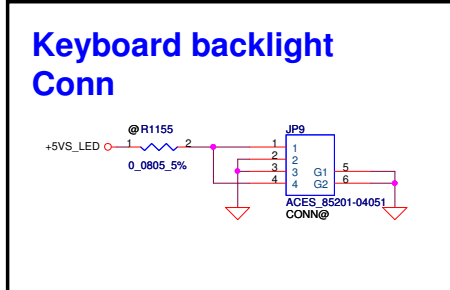 Keyboard backlight
Conn
@ R1155
JP9
+5VS_LED 1 2 1 1
2 2
3 3 G1 5
4 4 G2 6
0_0805_5%
ACES_85201-04051
CONN@